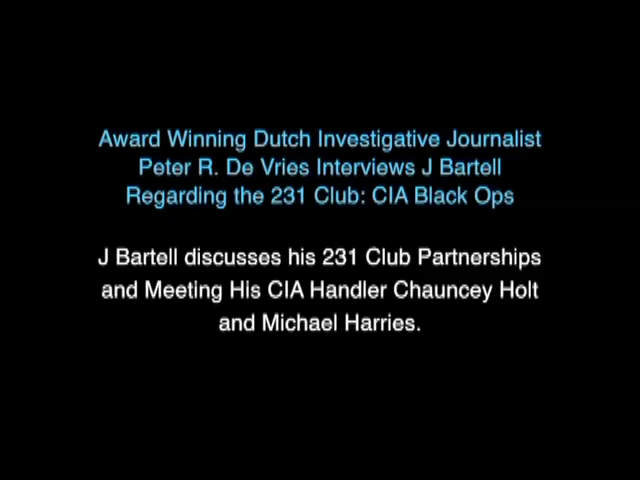 Award Winning Dutch Investigative Journalist
Peter R. De Vries Interviews J Bartell
Regarding the 231 Club: CIA Black Ops
J Bartell discusses his 231 Club Partnerships
and Meeting His CIA Handler Chauncey Holt
and Michael Harries.